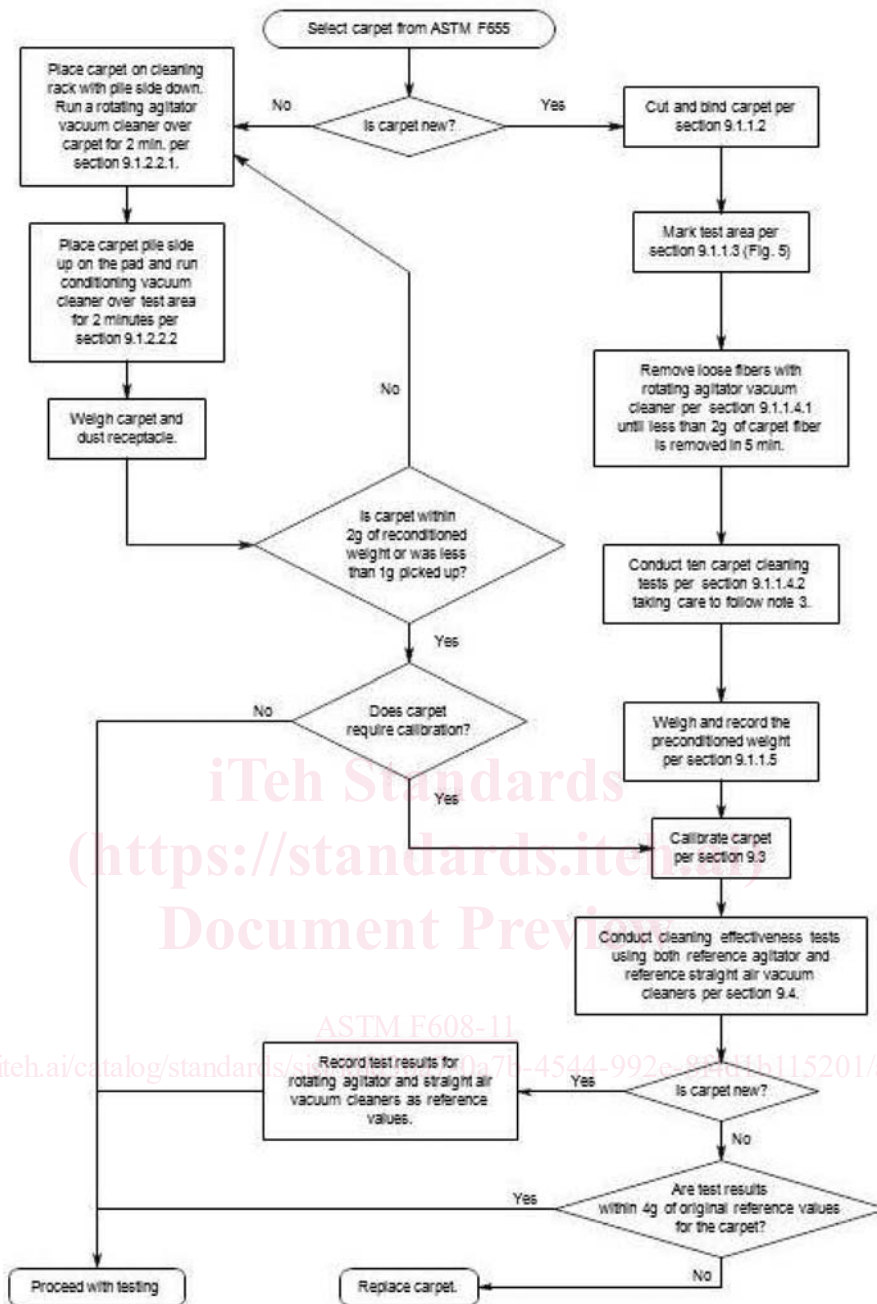 Select carpet from ASTM F655
Place carpet on cleaning
rack with pile side down.
Run a rotating agitator
vacuum cleaner over
carpet for 2 min. per
section 9.1.2.2.1.
No
Is carpet new?
Yes
Cut and bind carpet per
section 9.1.1.2
Mark test area per
section 9.1.1.3 (Fig. 5)
Place carpet pile side
up on the pad and run
conditioning vacuum
cleaner over test area
for 2 minutes per
section 9.1.2.2.2
No
Remove loose fibers with
rotating agitator vacuum
cleaner per section 9.1.1.4.1
until less than 2g of carpet fiber
is removed in 5 min.
Weigh carpet and
dust receptacle.
Is carpet within
2g of reconditioned
weight or was less
than 1g picked up?
Conduct ten carpet cleaning
tests per section 9.1.1.4.2
taking care to follow note 3.
Yes
No
Does carpet
require calibration?
Weigh and record the
preconditioned weight
per section 9.1.1.5
iTeh Standards
Yes
(https://standards.iteh.ai)
Calibrate carpet
per section 9.3
Document Preview
Conduct cleaning effectiveness tests
using both reference agitator and
reference straight air vacuum
cleaners per section 9.4.
ASTM F608-11
iteh.ai/catalog/standards/
0a7b-4544-992e-8f4d1b115201/
Record test results for
rotating agitator and straight air
vacuum cleaners as reference
values.
Yes
Is carpet new?
No
Yes
Are test results
within 4g of original reference values
for the carpet?
No
Proceed with testing
Replace carpet.